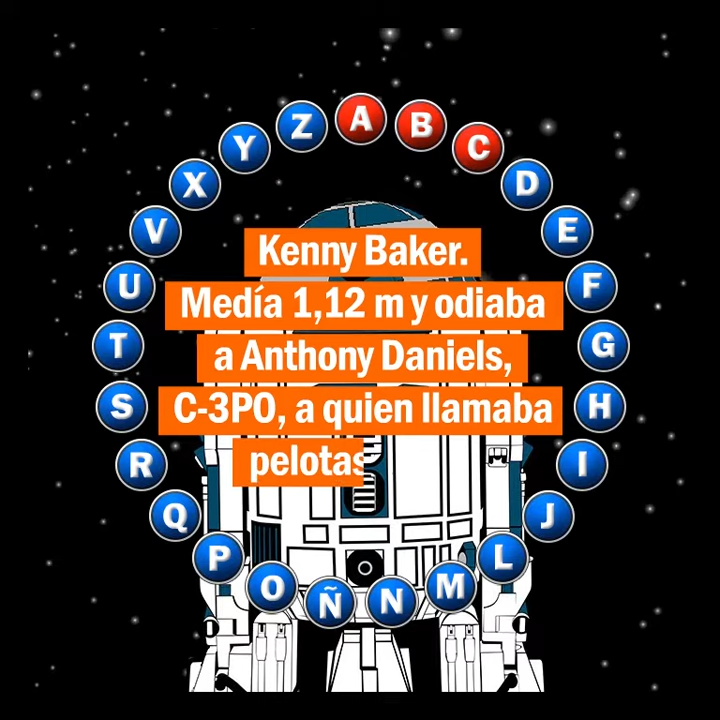 Kenny Baker.
Medía 1,12 m y odiaba
a Anthony Daniels,
C-3PO, a quien llamaba
pelotas
A
B
C
D
E
F
G
H
I
J
L
M
N
Ñ
O
P
Q
R
S
T
U
V
X
Y
Z